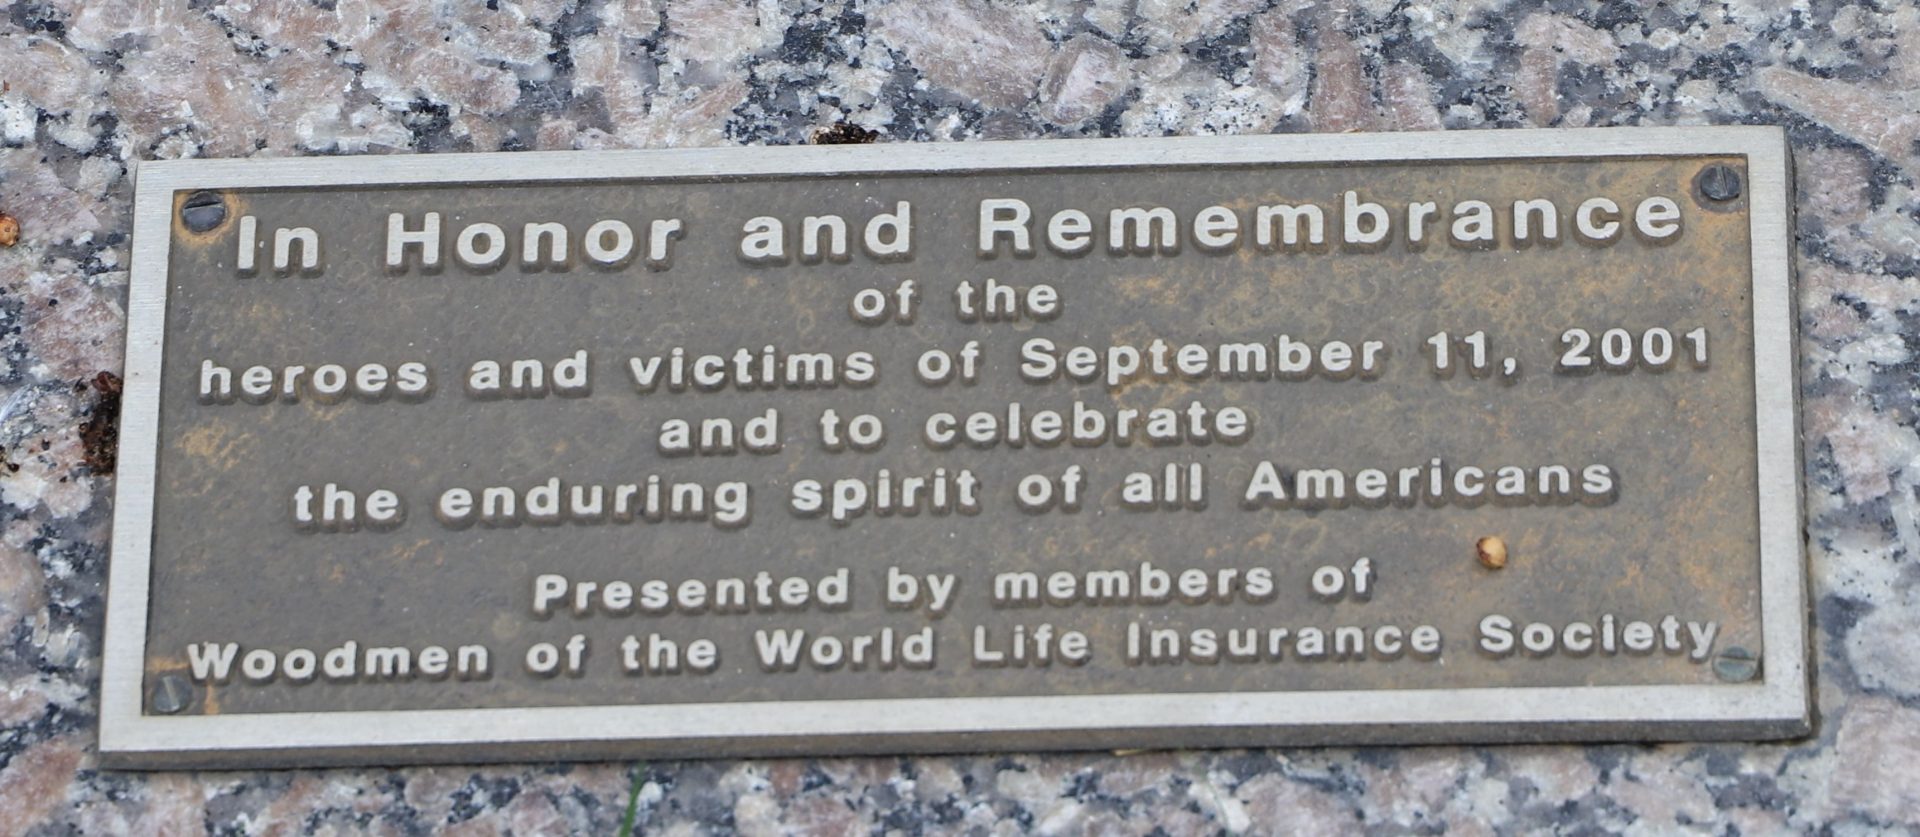 In Honor and Remembrance
of the
heroes and victims of September 11, 2001
and to celebrate
the enduring spirit of all Americans
Presented by members of
Woodmen of the World Life Insurance Society